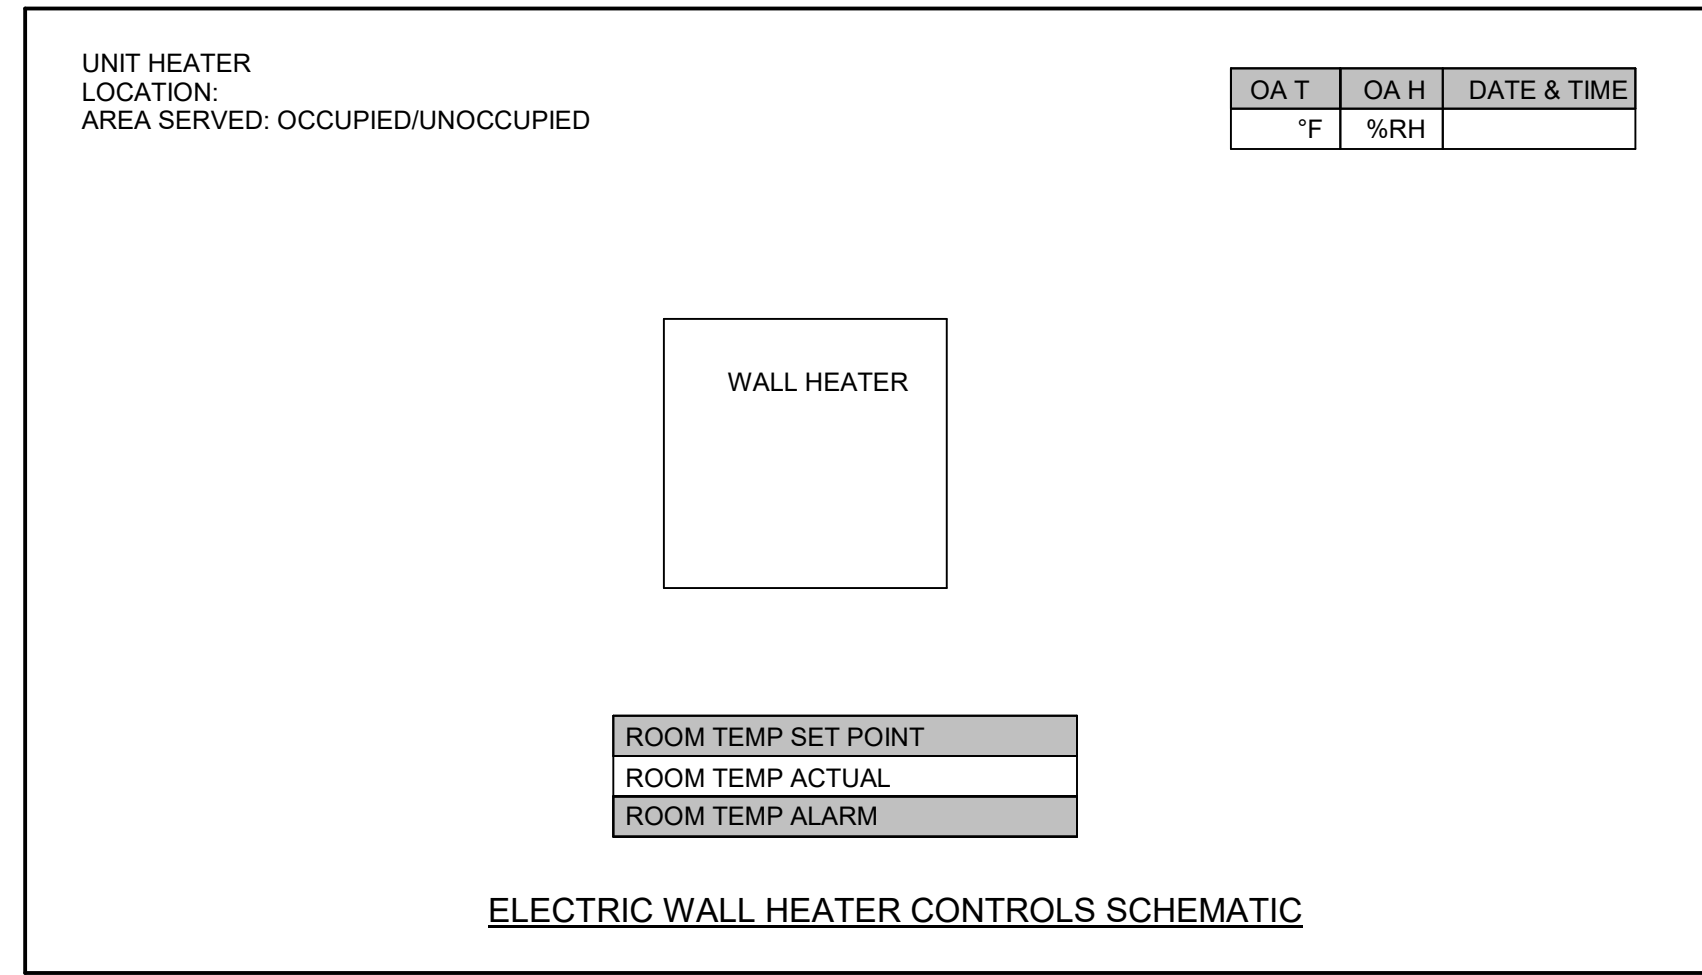 UNIT HEATER
LOCATION:
AREA SERVED: OCCUPIED/UNOCCUPIED
OA T OA H DATE & TIME
°F %RH
WALL HEATER
ROOM TEMP SET POINT
ROOM TEMP ACTUAL
ROOM TEMP ALARM
ELECTRIC WALL HEATER CONTROLS SCHEMATIC